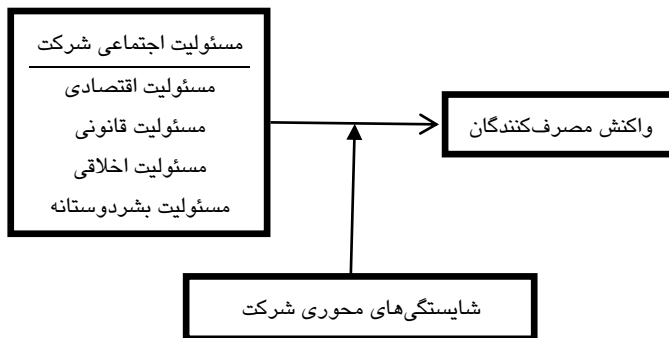 مسئولیت اجتماعی شرکت
مسئولیت اقتصادی
مسئولیت قانونی
مسئولیت اخلاقی
مسئولیت بشردوستانه
واکنش مصرف‌کنندگان
شایستگی‌های محوری شرکت